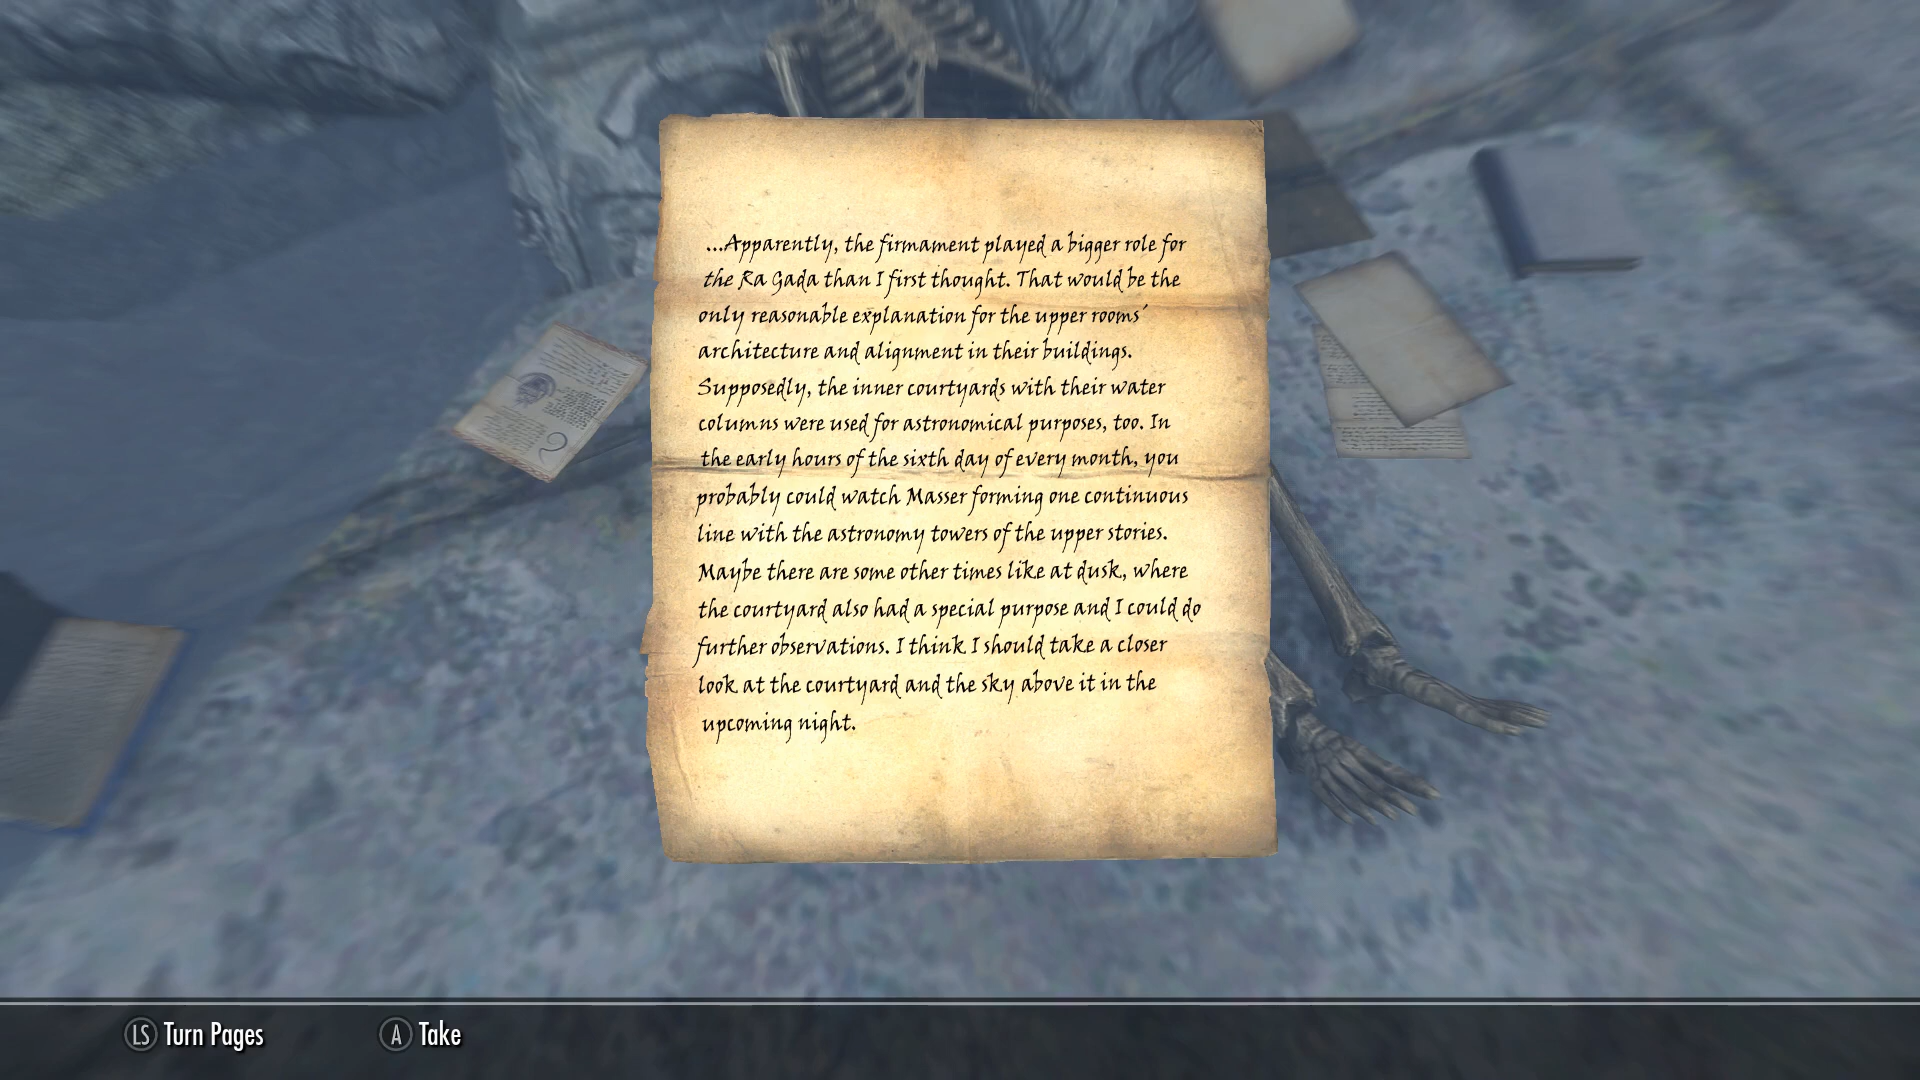 ...Apparently, the firmament played a bigger role for
the Ra Gada than I first thought. That would be the
only reasonable explanation for the upper rooms´
architecture and alignment in their buildings.
Supposedly, the inner courtyards with their water
columns were used for astronomical purposes, too. In
the early hours of the sixth day of every month, you
probably could watch Masser forming one continuous
line with the astronomy towers of the upper stories.
Maybe there are some other times like at dusk, where
the courtyard also had a special purpose and I could do
further observations. I think I should take a closer
look at the courtyard and the sky above it in the
upcoming night.
LS Turn Pages
A Take